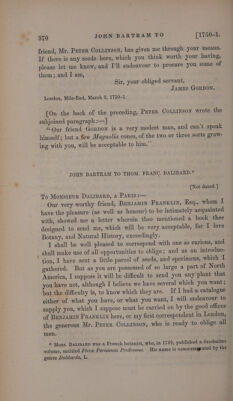 370 JOHN BARTRAM TO [1750-1.
friend, Mr. PETER COLLINSON, has given me through your means.
If there is any seeds here, which you think worth your having,
please let me know, and I'll endeavour to procure you some of
them; and I am,
Sir, your obliged servant,
JAMES GORDON.
London, Mile-End, March 3, 1750-1.
[On the back of the preceding, PETER COLLINSON wrote the
subjoined paragraph:—]
"Our friend GORDON is a very modest man, and can't speak
himself; but a few Magnolia cones, of the two or three sorts grow-
ing with you, will be acceptable to him."
JOHN BARTRAM TO THOM. FRANC. DALIBARD.*
[Not dated.]
To MONSIEUR DALIBARD, A PARIS:—
Our very worthy friend, BENJAMIN FRANKLIN, Esq., whom I
have the pleasure (as well as honour) to be intimately acquainted
with, showed me a letter wherein thee mentioned a book thee
designed to send me, which will be very acceptable, for I love
Botany, and Natural History, exceedingly.
I shall be well pleased to correspond with one so curious, and
shall make use of all opportunities to oblige; and as an introduc-
tion, I have sent a little parcel of seeds, and specimens, which I
gathered. But as you are possessed of so large a part of North
America, I suppose it will be difficult to send you any plant that
you have not, although I believe we have several which you want;
but the difficulty is, to know which they are. If I had a catalogue
either of what you have, or what you want, I will endeavour to
supply you, which I suppose must be carried on by the good offices
of BENJAMIN FRANKLIN here, or my first correspondent in London,
the generous Mr. PETER COLLINSON, who is ready to oblige all
men.
* MONS. DALIBARD was a French botanist, who, in 1749, published a duodecimo
volume, entitled Floræ Parisiensis Prodromus. His name is commemorated by the
genus Dalibarda, L.